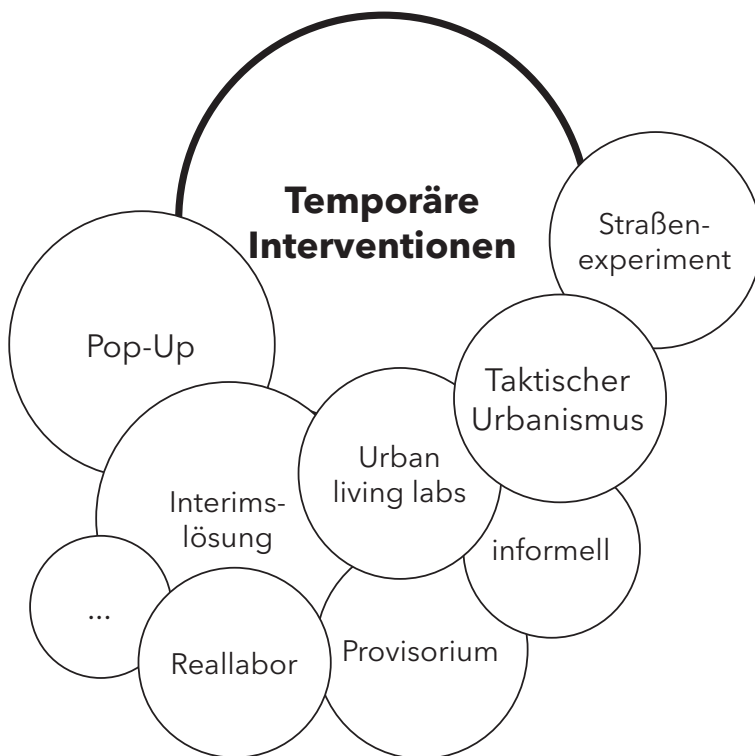 Temporäre
Interventionen
Straßen-
experiment
Pop-Up
Taktischer
Urbanismus
Urban
living labs
Interims-
lösung
informell
...
Reallabor
Provisorium